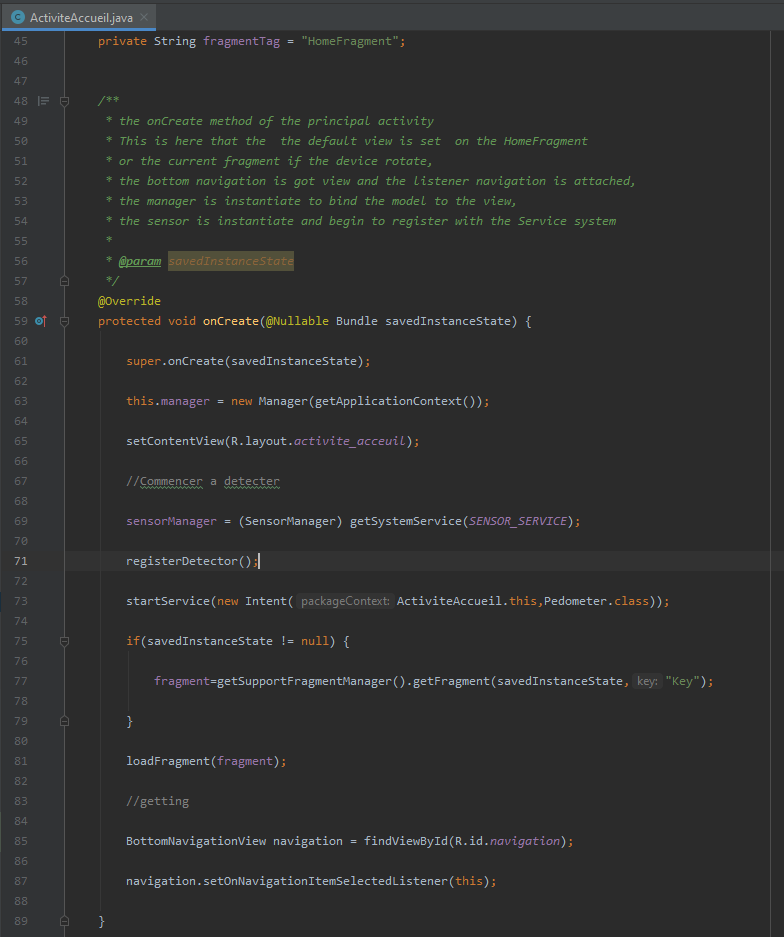 ActiviteAccueil.java
45 private String fragmentTag = "HomeFragment";
46
47
48 /**
49 * the onCreate method of the principal activity
50 * This is here that the  the default view is set  on the HomeFragment
51 * or the current fragment if the device rotate,
52 * the bottom navigation is got view and the listener navigation is attached,
53 * the manager is instantiate to bind the model to the view,
54 * the sensor is instantiate and begin to register with the Service system
55 *
56 * @param savedInstanceState
57 */
58 @Override
59 protected void onCreate(@Nullable Bundle savedInstanceState) {
60
61 super.onCreate(savedInstanceState);
62
63 this.manager = new Manager(getApplicationContext());
64
65 setContentView(R.layout.activite_acceuil);
66
67 //Commencer a detecter
68
69 sensorManager = (SensorManager) getSystemService(SENSOR_SERVICE);
70
71 registerDetector();
72
73 startService(new Intent( packageContext: ActiviteAccueil.this,Pedometer.class));
74
75 if(savedInstanceState != null) {
76
77 fragment=getSupportFragmentManager().getFragment(savedInstanceState, key: "Key");
78
79 }
80
81 loadFragment(fragment);
82
83 //getting
84
85 BottomNavigationView navigation = findViewById(R.id.navigation);
86
87 navigation.setOnNavigationItemSelectedListener(this);
88
89 }